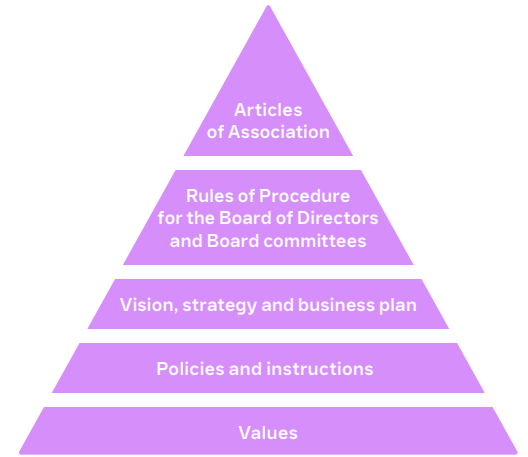 Articles
of Association
Rules of Procedure
for the Board of Directors
and Board committees
Vision, strategy and business plan
Policies and instructions
Values